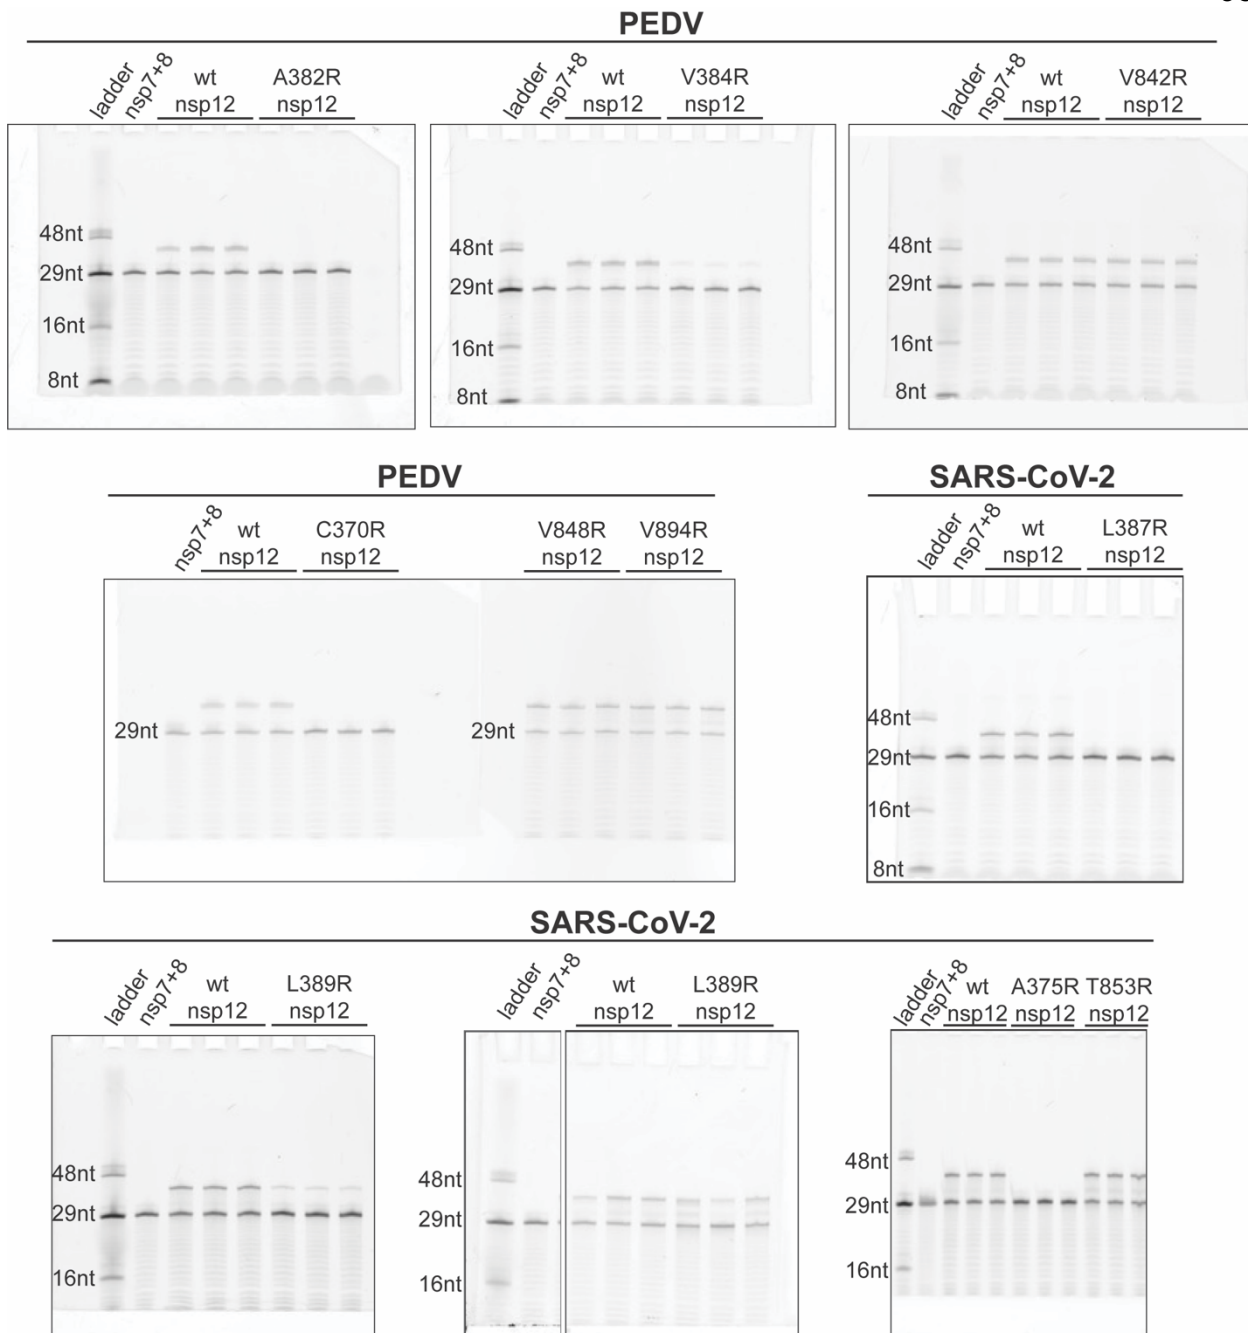 PEDV
ladder nsp7+8 wt nsp12 A382R nsp12
ladder nsp7+8 wt nsp12 V384R nsp12
ladder nsp7+8 wt nsp12 V842R nsp12
48nt
29nt
16nt
8nt
48nt
29nt
16nt
8nt
48nt
29nt
16nt
8nt
PEDV
nsp7+8 wt nsp12 C370R nsp12 V848R nsp12 V894R nsp12
29nt
29nt
SARS-CoV-2
ladder nsp7+8 wt nsp12 L387R nsp12
48nt
29nt
16nt
8nt
SARS-CoV-2
ladder nsp7+8 wt nsp12 L389R nsp12
48nt
29nt
16nt
ladder nsp7+8 wt nsp12 L389R nsp12
48nt
29nt
16nt
ladder nsp7+8 wt nsp12 A375R nsp12 T853R nsp12
48nt
29nt
16nt